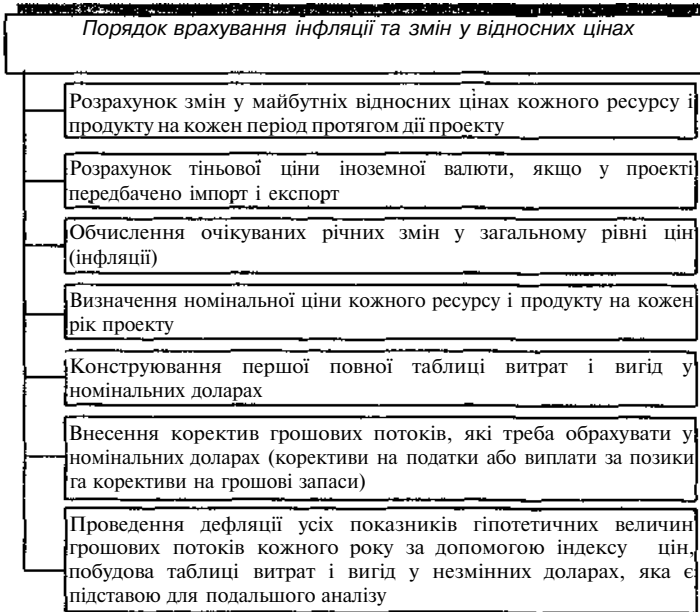 Порядок врахування інфляції та змін у відносних цінах
Розрахунок змін у майбутніх відносних цінах кожного ресурсу і
продукту на кожен період протягом дії проекту
Розрахунок тіньової ціни іноземної валюти, якщо у проекті
передбачено імпорт і експорт
Обчислення очікуваних річних змін у загальному рівні цін
(інфляції)
Визначення номінальної ціни кожного ресурсу і продукту на кожен
рік проекту
Конструювання першої повної таблиці витрат і вигід у
номінальних доларах
Внесення коректив грошових потоків, які треба обрахувати у
номінальних доларах (корективи на податки або виплати за позики
та корективи на грошові запаси)
Проведення дефляції усіх показників гіпотетичних величин
грошових потоків кожного року за допомогою індексу цін,
побудова таблиці витрат і вигід у незмінних доларах, яка є
підставою для подальшого аналізу